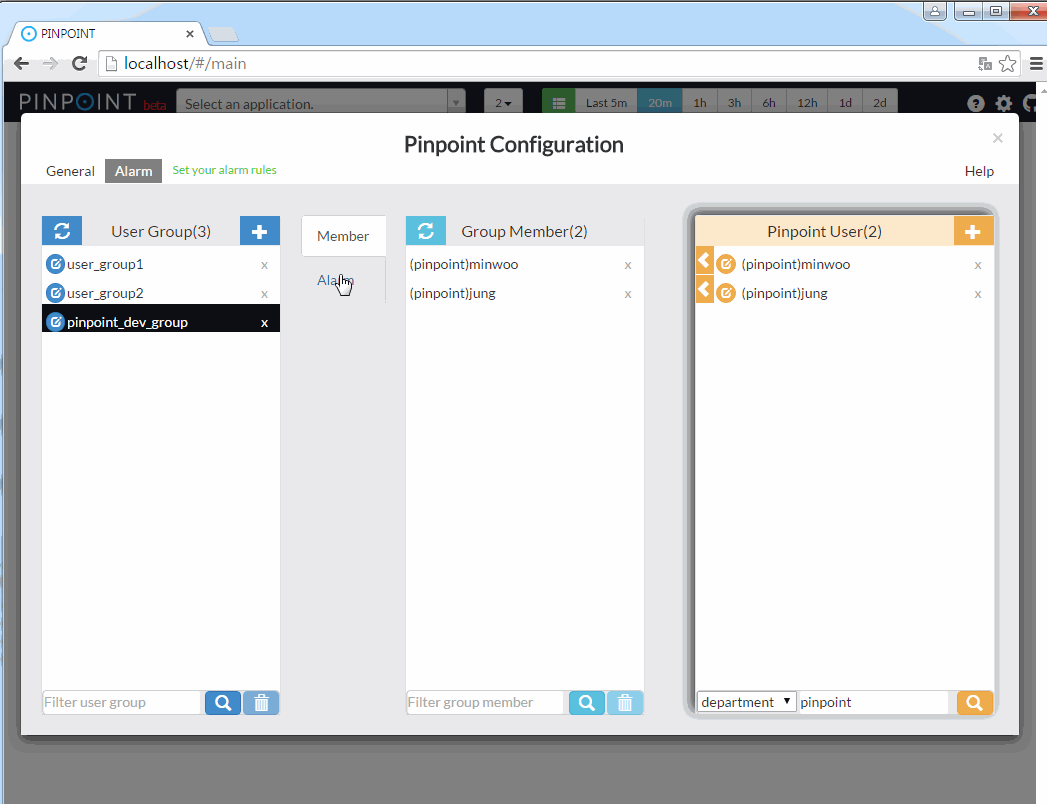 PINPOINT
localhost/#/main
PINPOINT beta Select an application. 2 Last 5m 20m 1h 3h 6h 12h 1d 2d
Pinpoint Configuration ×
General Alarm Set your alarm rules Help
User Group(3) Member Group Member(2) Pinpoint User(2)
user_group1 x (pinpoint)minwoo x (pinpoint)minwoo x
Alarm
user_group2 x (pinpoint)jung x (pinpoint)jung x
pinpoint_dev_group x
Filter user group Filter group member department pinpoint